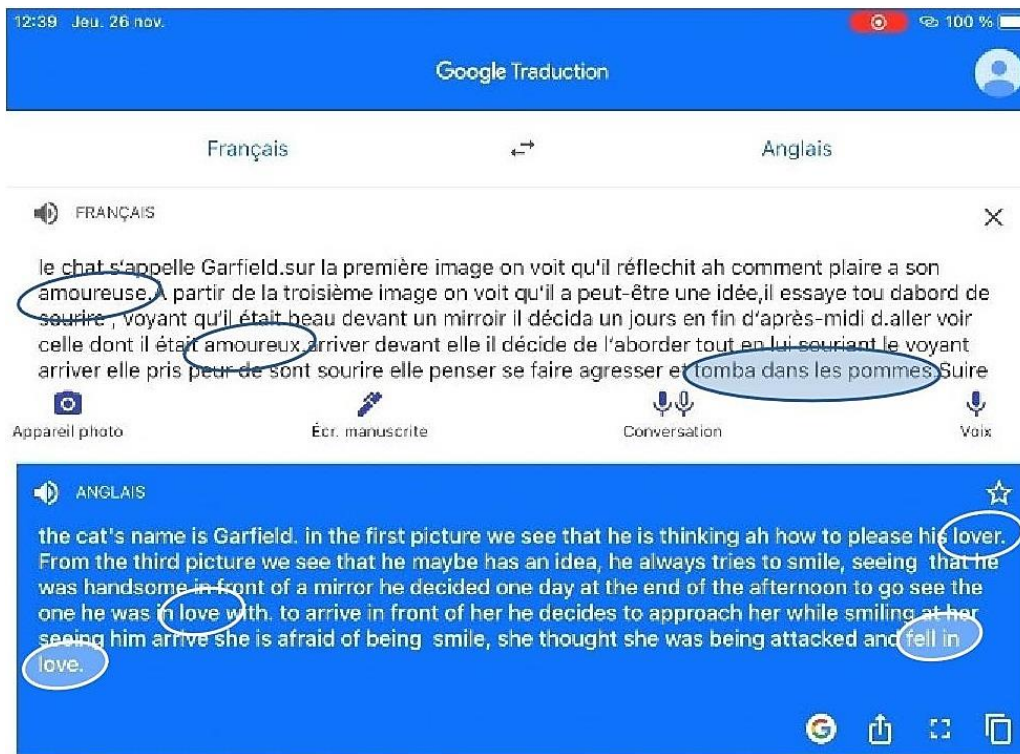 12:39 Jeu. 26 nov.
100 %
Google Traduction
Français
Anglais
FRANÇAIS
le chat s'appelle Garfield.sur la première image on voit qu'il réflechit ah comment plaire a son
amoureuse.A partir de la troisième image on voit qu'il a peut-être une idée,il essaye tou dabord de
sourire , voyant qu'il était beau devant un mirroir il décida un jours en fin d'après-midi d.aller voir
celle dont il était amoureux.arriver devant elle il décide de l'aborder tout en lui souriant le voyant
arriver elle pris peur de sont sourire elle penser se faire agresser et tomba dans les pommes.Suire
Appareil photo
Écr. manuscrite
Conversation
Voix
ANGLAIS
the cat's name is Garfield. in the first picture we see that he is thinking ah how to please his lover.
From the third picture we see that he maybe has an idea, he always tries to smile, seeing that he
was handsome in front of a mirror he decided one day at the end of the afternoon to go see the
one he was in love with. to arrive in front of her he decides to approach her while smiling at her
seeing him arrive she is afraid of being smile, she thought she was being attacked and fell in
love.
G